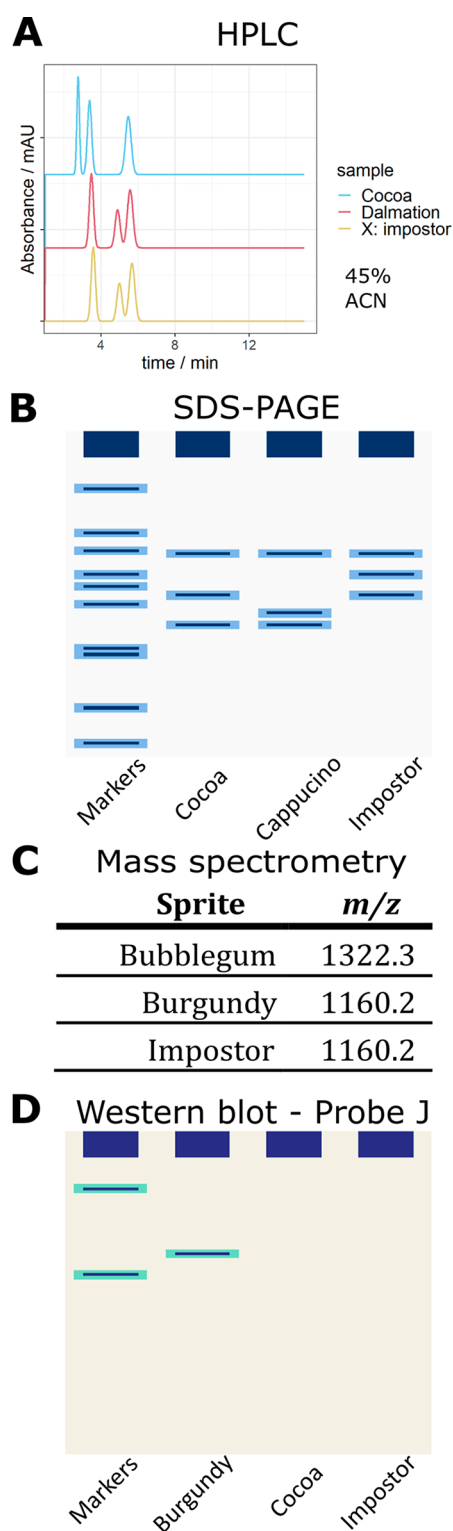 A HPLC
Absorbance / mAU
4 8 12
time / min
sample
Cocoa
Dalmation
X: impostor
45%
ACN
B SDS-PAGE
Markers Cocoa Cappucino Impostor
C Mass spectrometry
Sprite m/z
Bubblegum 1322.3
Burgundy 1160.2
Impostor 1160.2
D Western blot - Probe J
Markers Burgundy Cocoa Impostor